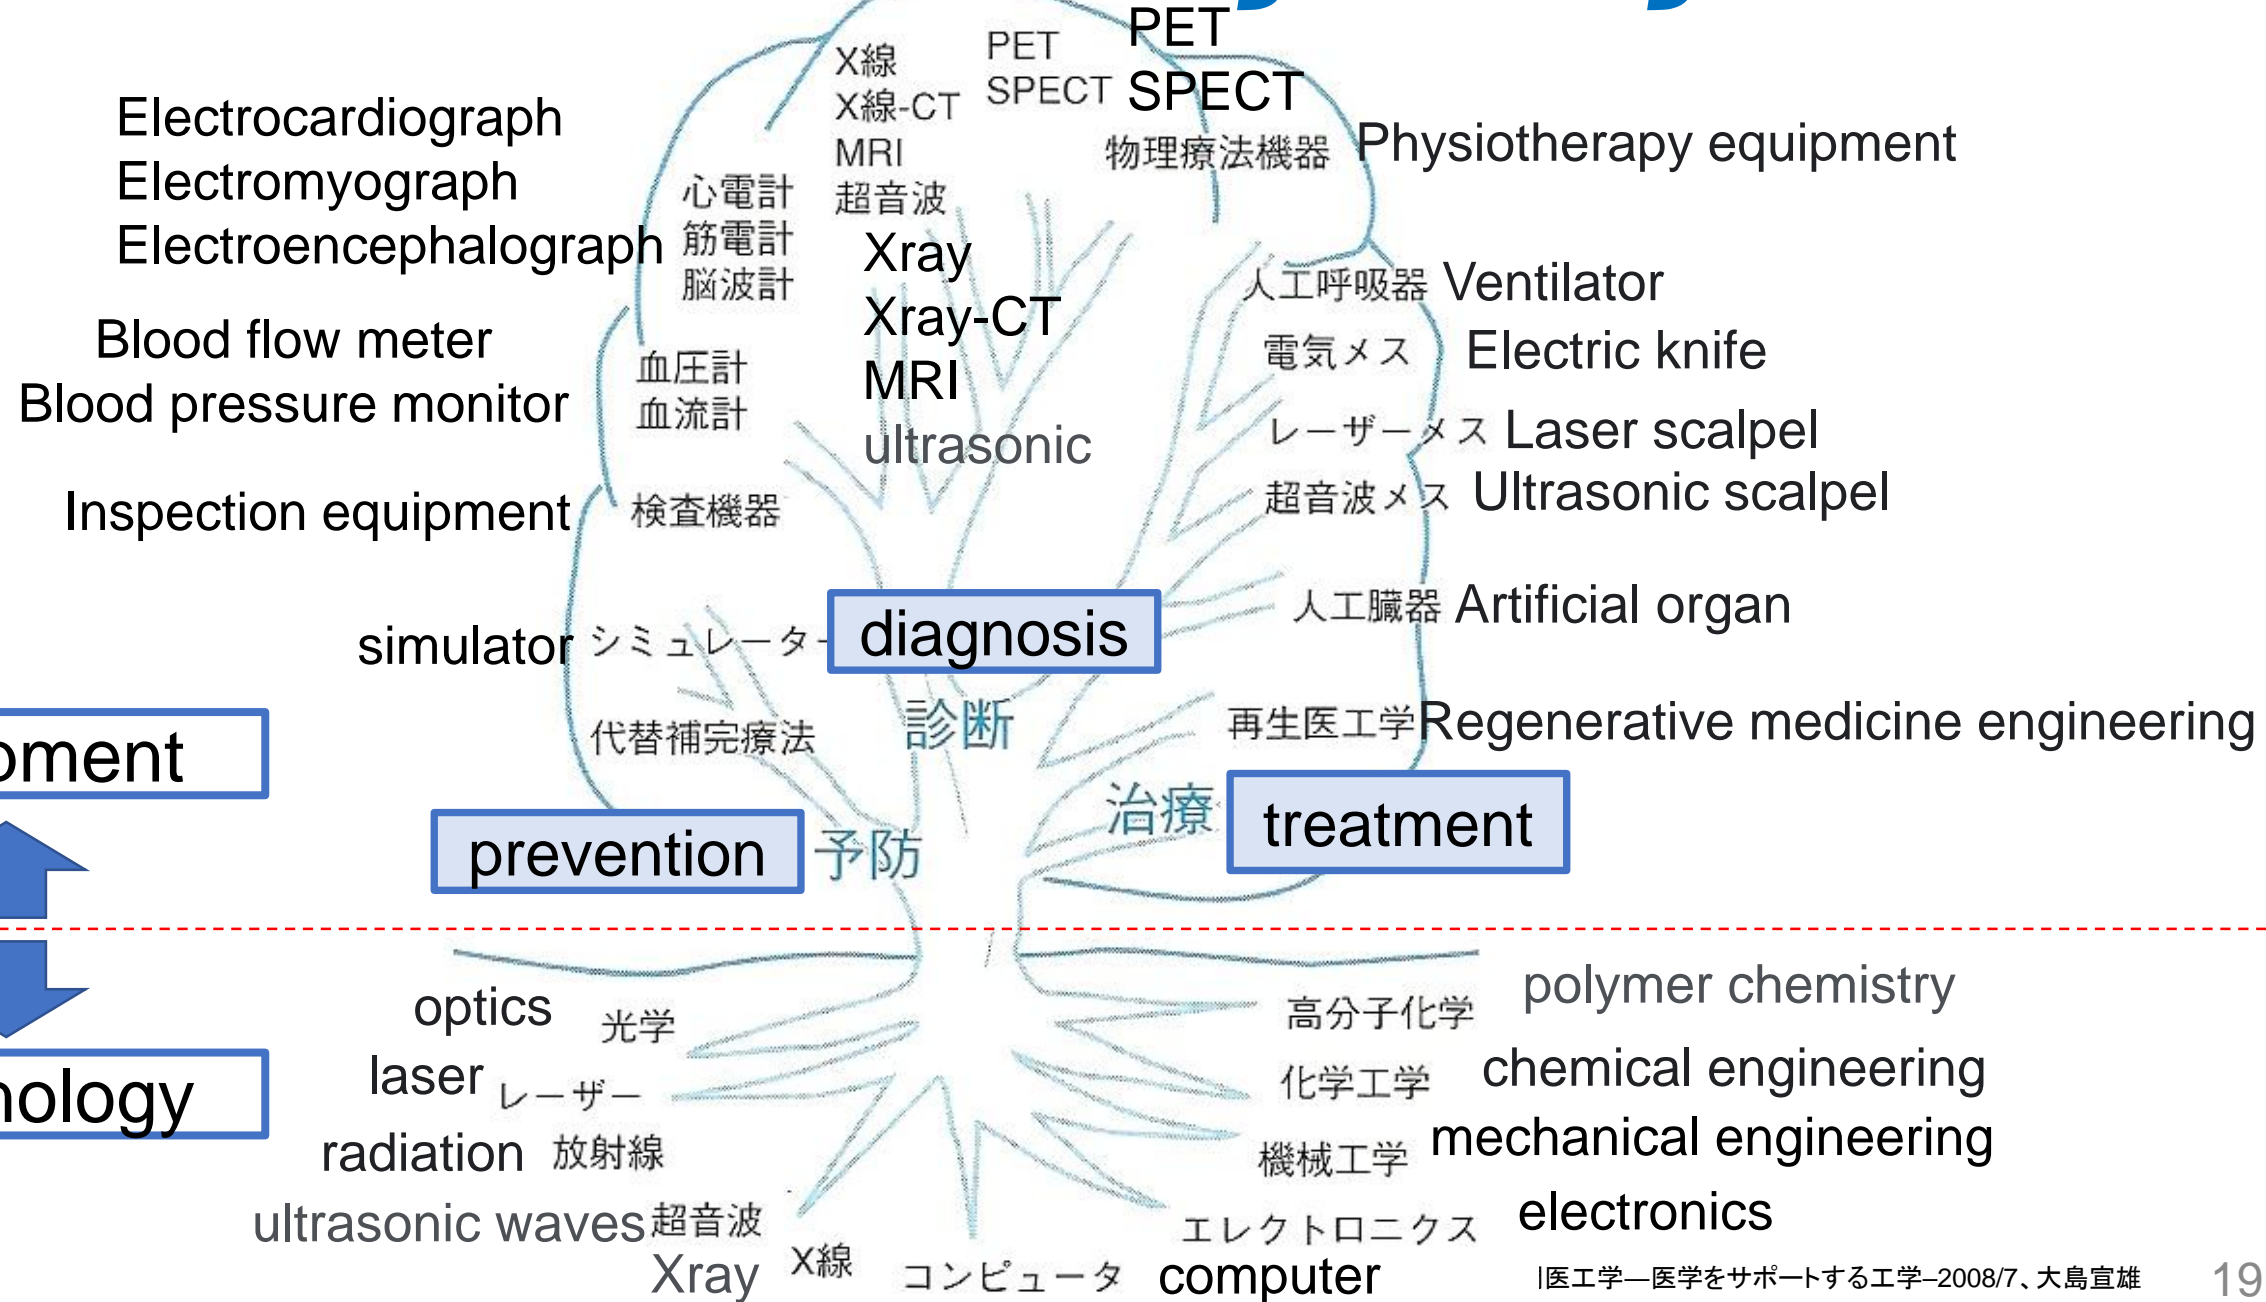 PET
SPECT
X線
X線-CT
MRI
超音波
PET
SPECT
物理療法機器
Physiotherapy equipment
Electrocardiograph
Electromyograph
Electroencephalograph
心電計
筋電計
脳波計
Xray
Xray-CT
MRI
ultrasonic
人工呼吸器 Ventilator
電気メス Electric knife
レーザーメス Laser scalpel
超音波メス Ultrasonic scalpel
Blood flow meter
Blood pressure monitor
血圧計
血流計
Inspection equipment 検査機器
人工臓器 Artificial organ
simulator シミュレーター
diagnosis
診断
代替補完療法
再生医工学 Regenerative medicine engineering
pment
prevention 予防
治療 treatment
optics 光学
laser レーザー
nology
radiation 放射線
ultrasonic waves 超音波
Xray X線
コンピュータ computer
高分子化学 polymer chemistry
化学工学 chemical engineering
機械工学 mechanical engineering
エレクトロニクス electronics
医工学―医学をサポートする工学–2008/7、大島宣雄
19